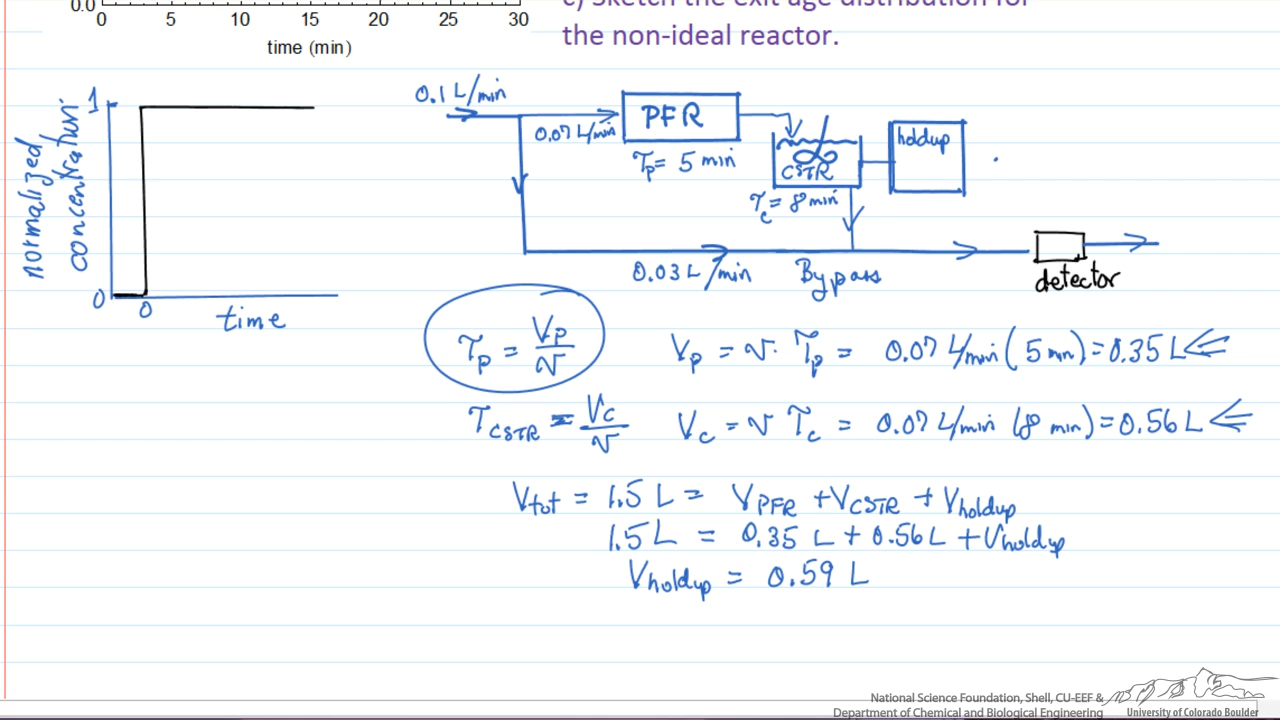 0.0
0 5 10 15 20 25 30
time (min)
c) Sketch the exit age distribution for
the non-ideal reactor.
normalized
concentration
1
0
0
time
0.1 L/min
0.07 L/min
PFR
τp = 5 min
CSTR
τc = 8 min
holdup
0.03 L/min Bypass
detector
τp = Vp/v
Vp = v · τp = 0.07 L/min (5 min) = 0.35 L ⇐
τCSTR = Vc/v
Vc = v τc = 0.07 L/min (8 min) = 0.56 L ⇐
Vtot = 1.5 L = VPFR + VCSTR + Vholdup
1.5 L = 0.35 L + 0.56 L + Vholdup
Vholdup = 0.59 L
National Science Foundation, Shell, CU-EEF &
Department of Chemical and Biological Engineering
University of Colorado Boulder